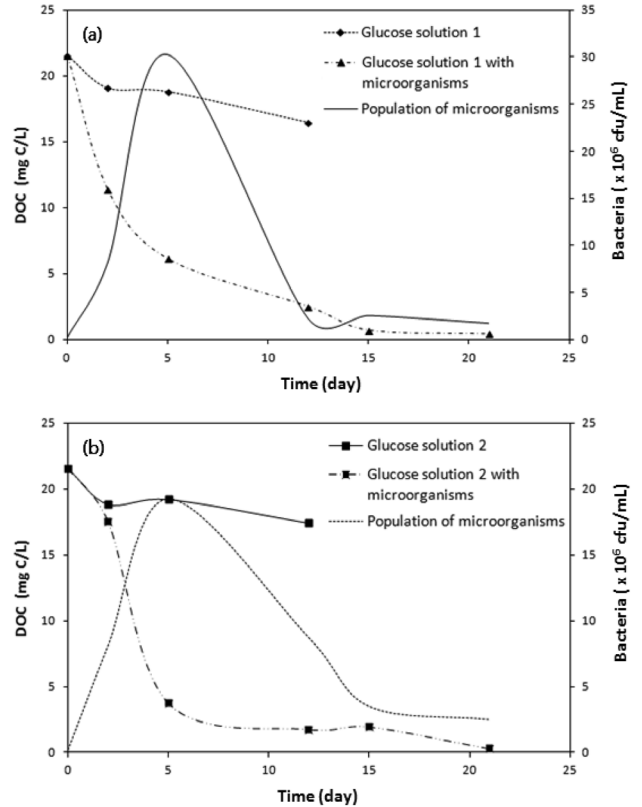 (a)
Glucose solution 1
Glucose solution 1 with
microorganisms
Population of microorganisms
DOC (mg C/L)
25
20
15
10
5
0
Bacteria ( x 10⁶ cfu/mL)
35
30
25
20
15
10
5
0
0 5 10 15 20 25
Time (day)
(b)
Glucose solution 2
Glucose solution 2 with
microorganisms
Population of microorganisms
DOC (mg C/L)
25
20
15
10
5
0
Bacteria ( x 10⁶ cfu/mL)
25
20
15
10
5
0
0 5 10 15 20 25
Time (day)